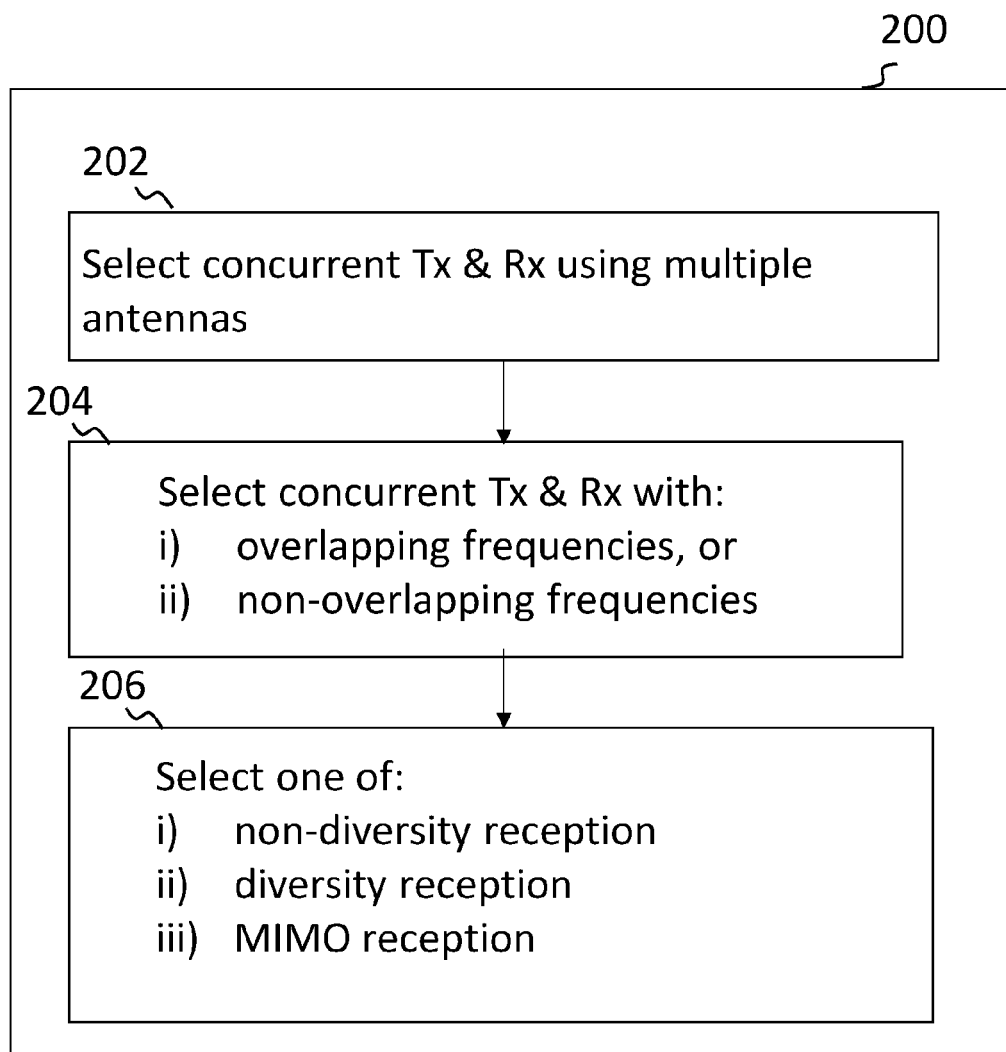 200
202
Select concurrent Tx & Rx using multiple
antennas
204
Select concurrent Tx & Rx with:
i) overlapping frequencies, or
ii) non-overlapping frequencies
206
Select one of:
i) non-diversity reception
ii) diversity reception
iii) MIMO reception